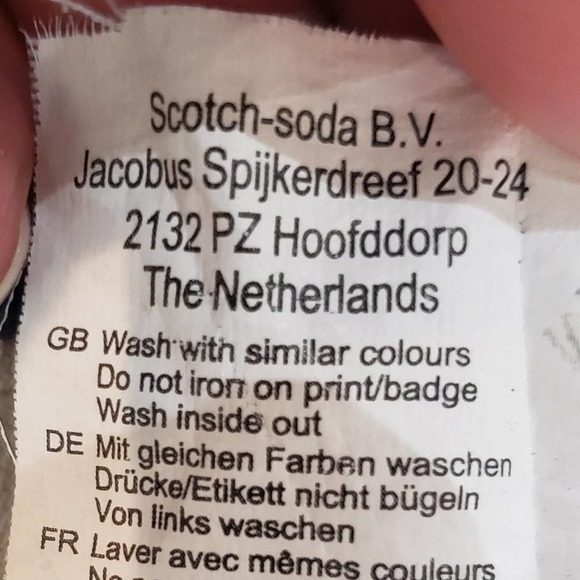 Scotch-soda B.V.
Jacobus Spijkerdreef 20-24
2132 PZ Hoofddorp
The Netherlands
GB Wash with similar colours
Do not iron on print/badge
Wash inside out
DE Mit gleichen Farben waschen
Drücke/Etikett nicht bügeln
Von links waschen
FR Laver avec mêmes couleurs